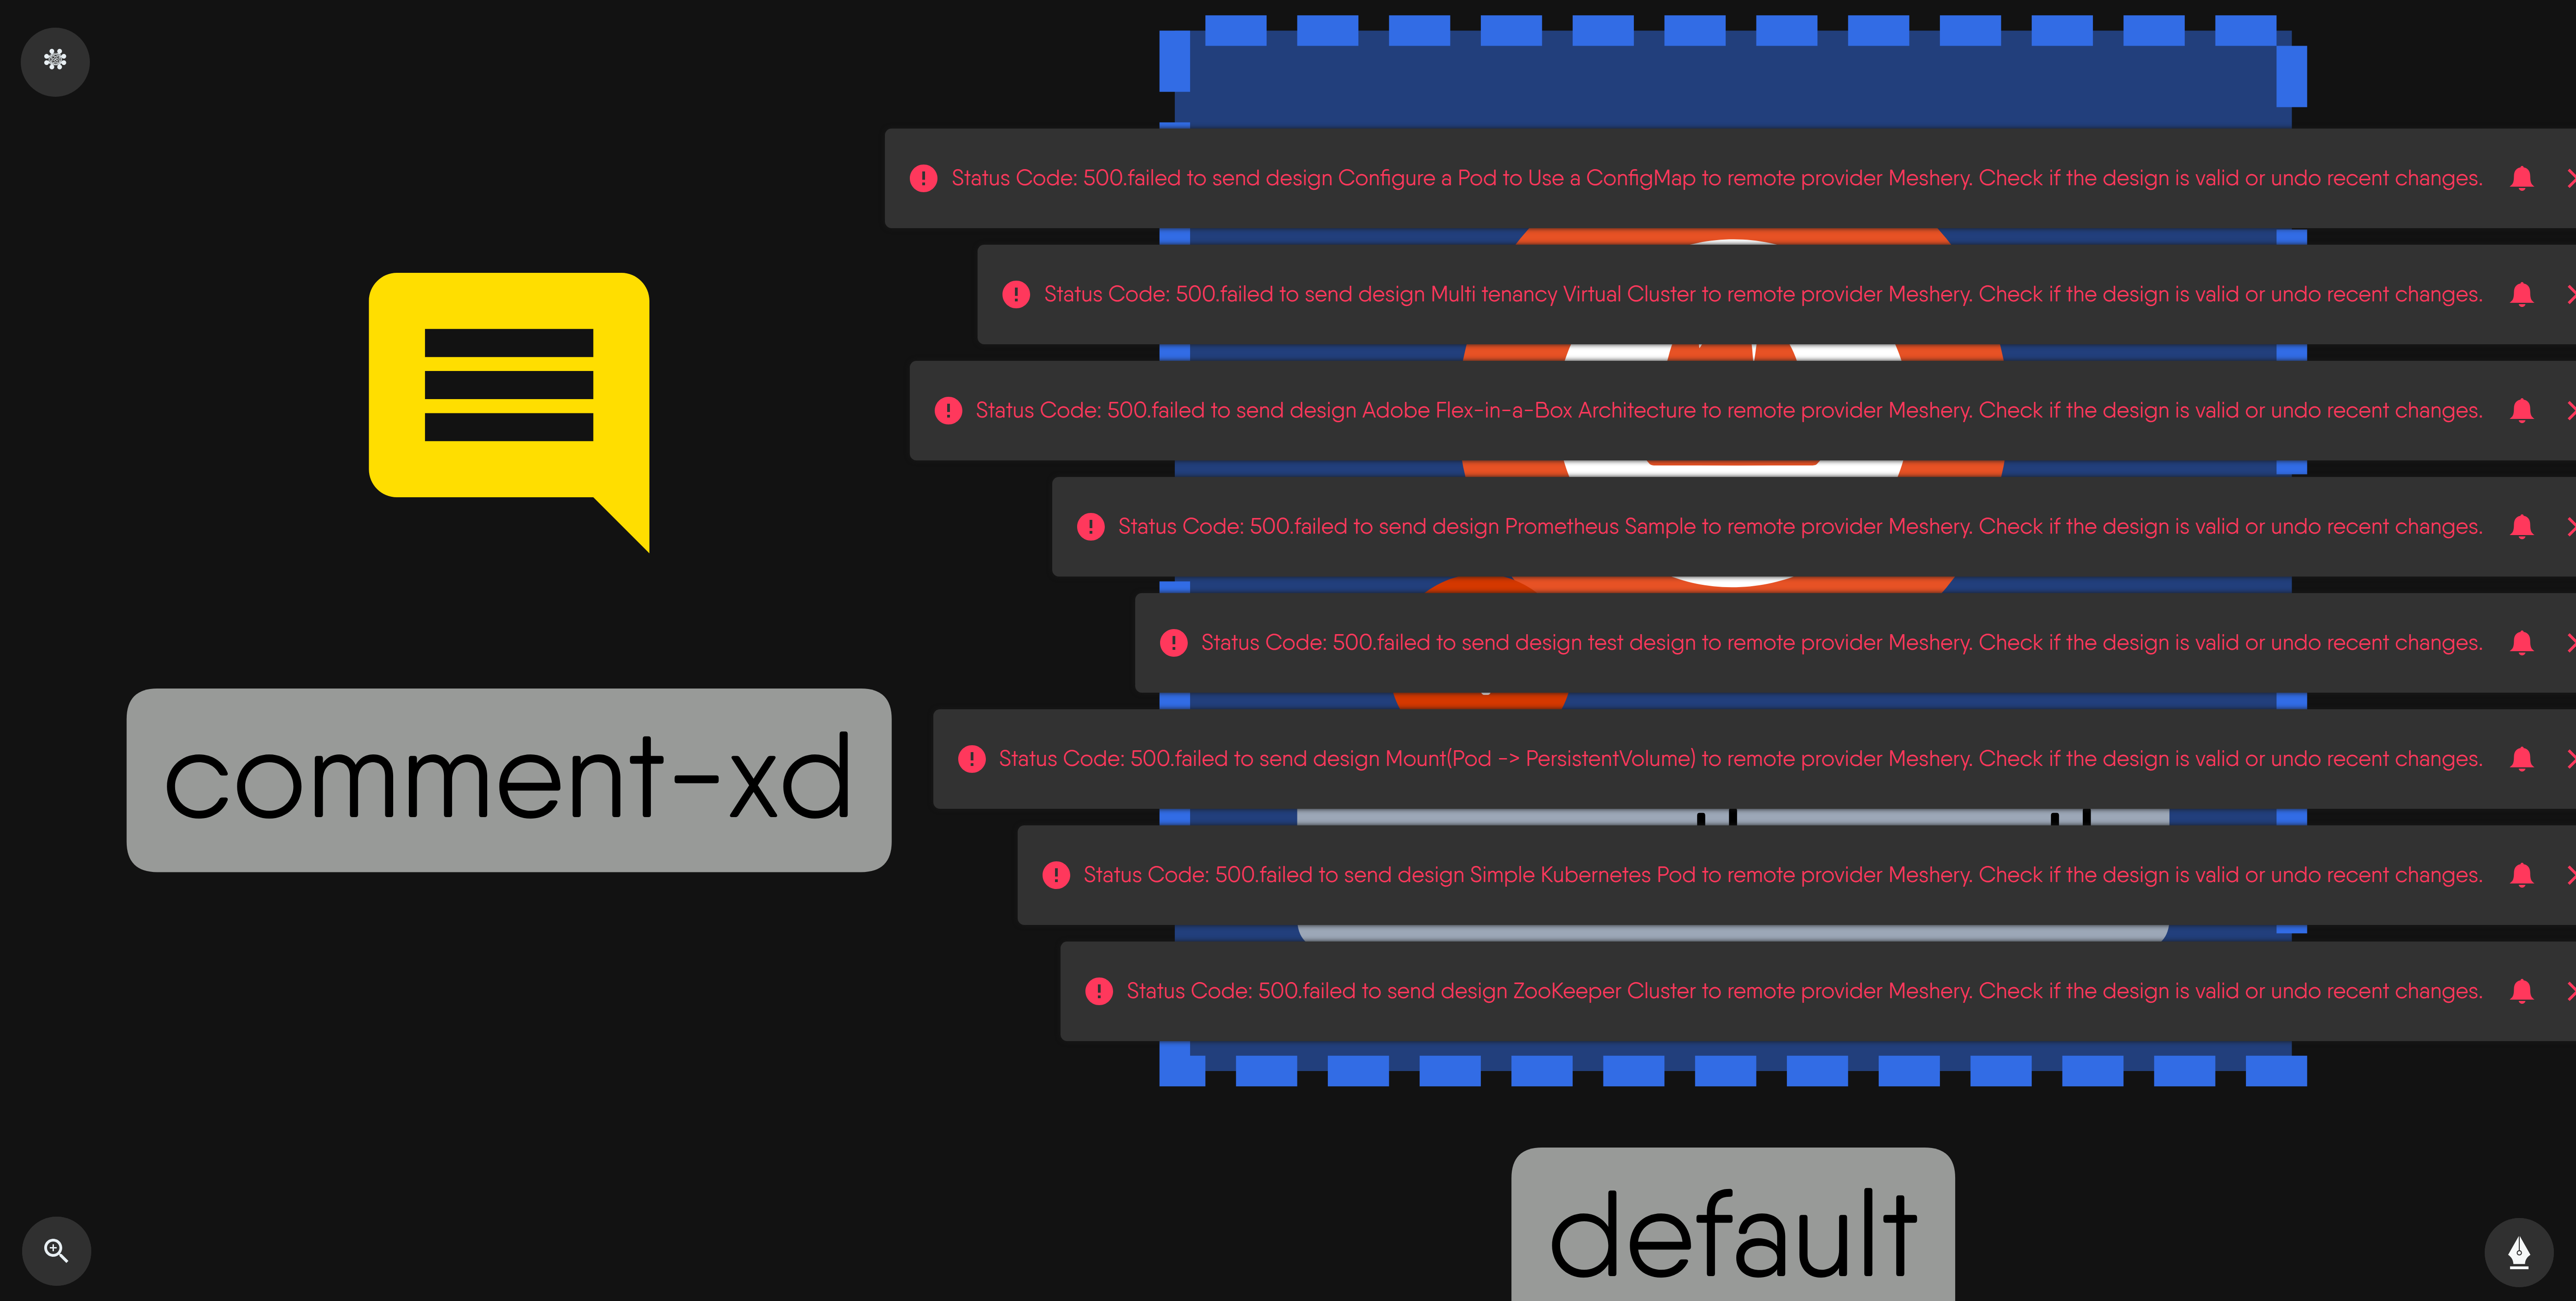 Status Code: 500.failed to send design Configure a Pod to Use a ConfigMap to remote provider Meshery. Check if the design is valid or undo recent changes.
Status Code: 500.failed to send design Multi tenancy Virtual Cluster to remote provider Meshery. Check if the design is valid or undo recent changes.
Status Code: 500.failed to send design Adobe Flex-in-a-Box Architecture to remote provider Meshery. Check if the design is valid or undo recent changes.
Status Code: 500.failed to send design Prometheus Sample to remote provider Meshery. Check if the design is valid or undo recent changes.
Status Code: 500.failed to send design test design to remote provider Meshery. Check if the design is valid or undo recent changes.
comment-xd
Status Code: 500.failed to send design Mount(Pod -> PersistentVolume) to remote provider Meshery. Check if the design is valid or undo recent changes.
Status Code: 500.failed to send design Simple Kubernetes Pod to remote provider Meshery. Check if the design is valid or undo recent changes.
Status Code: 500.failed to send design ZooKeeper Cluster to remote provider Meshery. Check if the design is valid or undo recent changes.
default